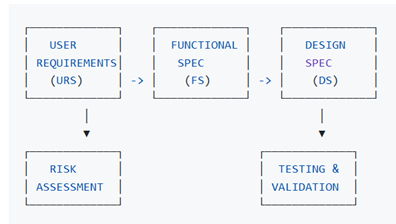 USER
REQUIREMENTS
(URS)
->
FUNCTIONAL
SPEC
(FS)
->
DESIGN
SPEC
(DS)
RISK
ASSESSMENT
TESTING &
VALIDATION